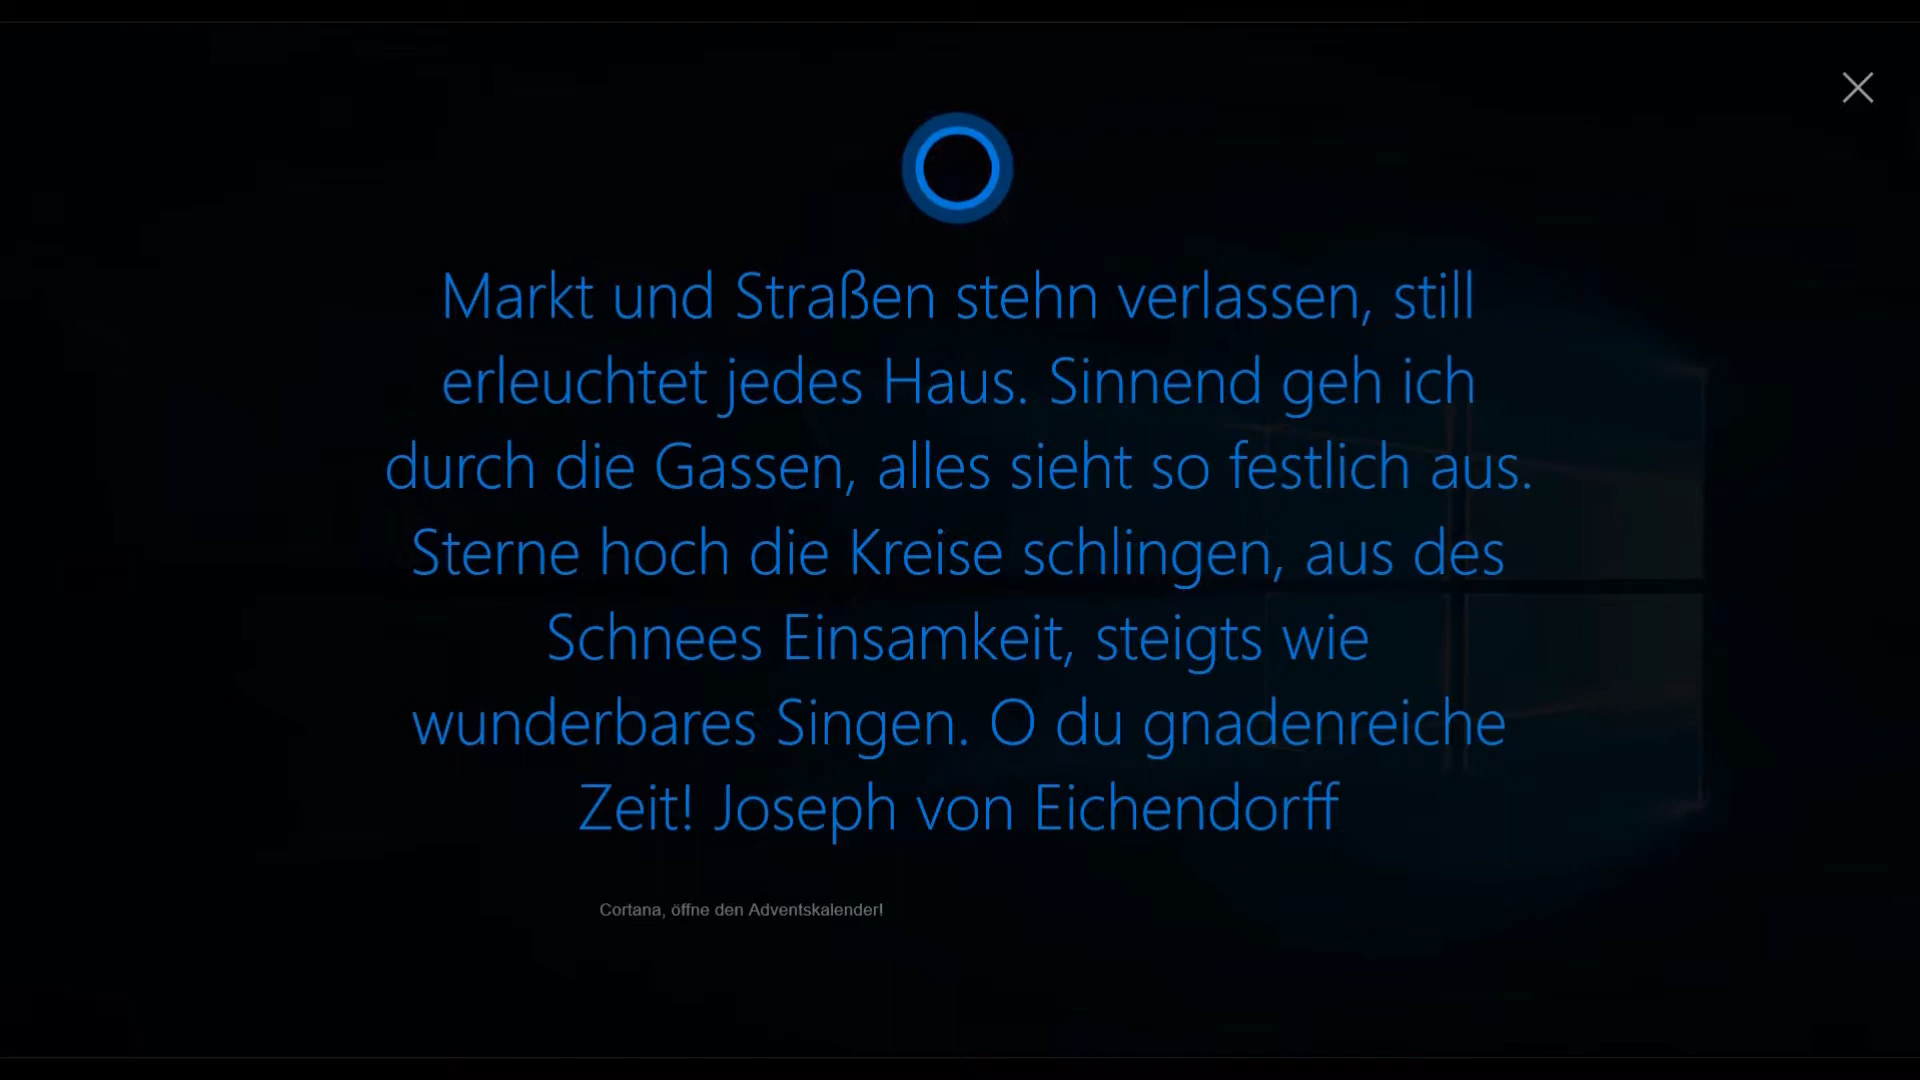 Markt und Straßen stehn verlassen, still
erleuchtet jedes Haus. Sinnend geh ich
durch die Gassen, alles sieht so festlich aus.
Sterne hoch die Kreise schlingen, aus des
Schnees Einsamkeit, steigts wie
wunderbares Singen. O du gnadenreiche
Zeit! Joseph von Eichendorff
Cortana, öffne den Adventskalender!